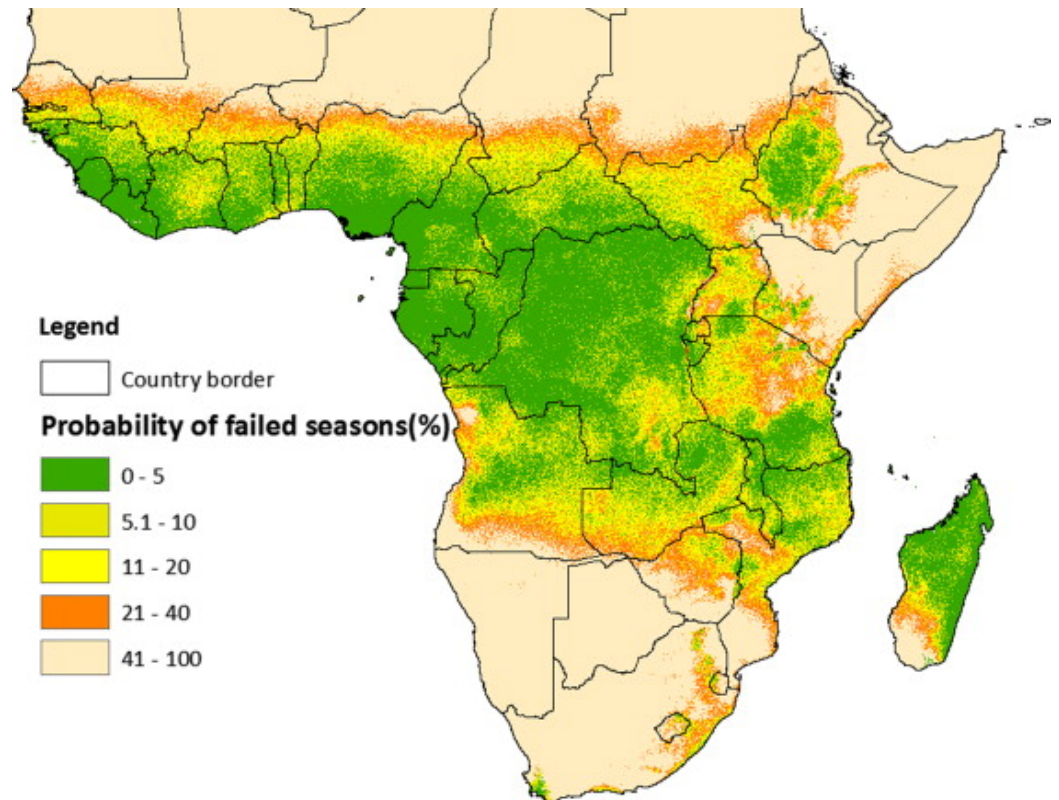 Legend
Country border
Probability of failed seasons(%)
0 - 5
5.1 - 10
11 - 20
21 - 40
41 - 100